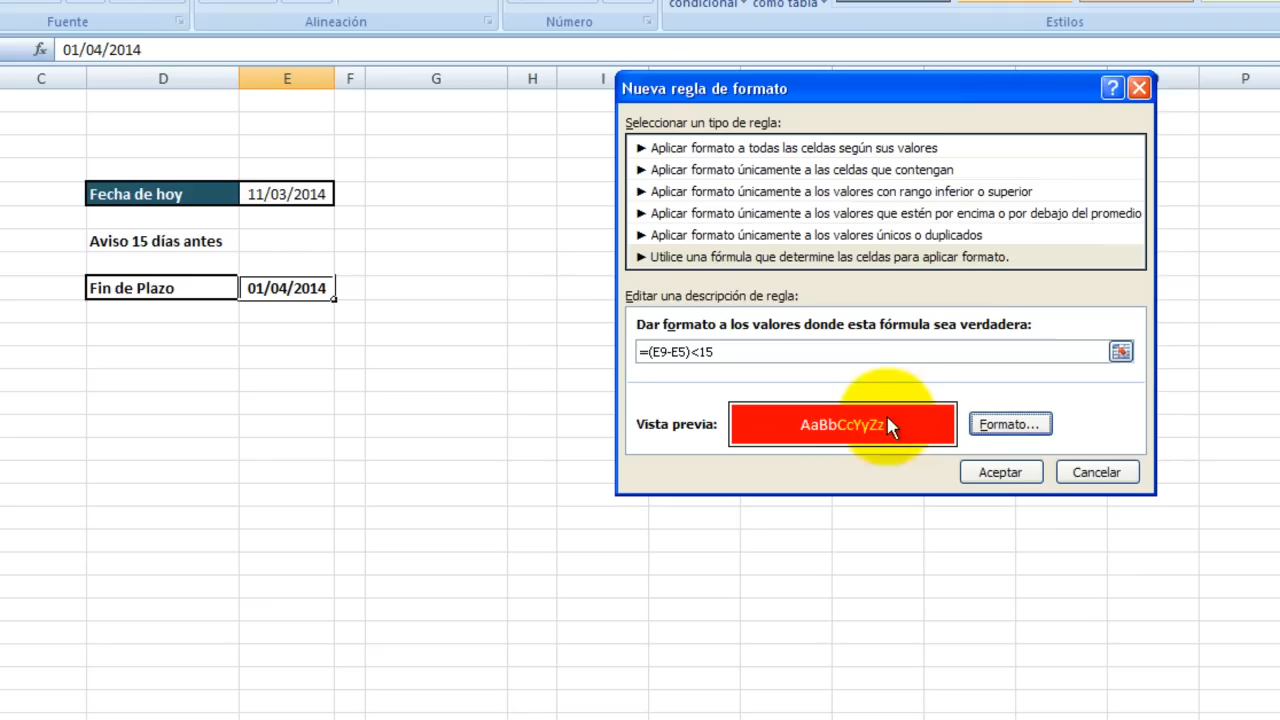 condicional como tabla
Fuente Alineación Número Estilos
fx 01/04/2014
C D E F G H I P
Nueva regla de formato
Seleccionar un tipo de regla:
► Aplicar formato a todas las celdas según sus valores
► Aplicar formato únicamente a las celdas que contengan
► Aplicar formato únicamente a los valores con rango inferior o superior
► Aplicar formato únicamente a los valores que estén por encima o por debajo del promedio
► Aplicar formato únicamente a los valores únicos o duplicados
► Utilice una fórmula que determine las celdas para aplicar formato.
Editar una descripción de regla:
Dar formato a los valores donde esta fórmula sea verdadera:
=(E9-E5)<15
Vista previa: AaBbCcYyZz Formato...
Aceptar Cancelar
Fecha de hoy 11/03/2014
Aviso 15 días antes
Fin de Plazo 01/04/2014